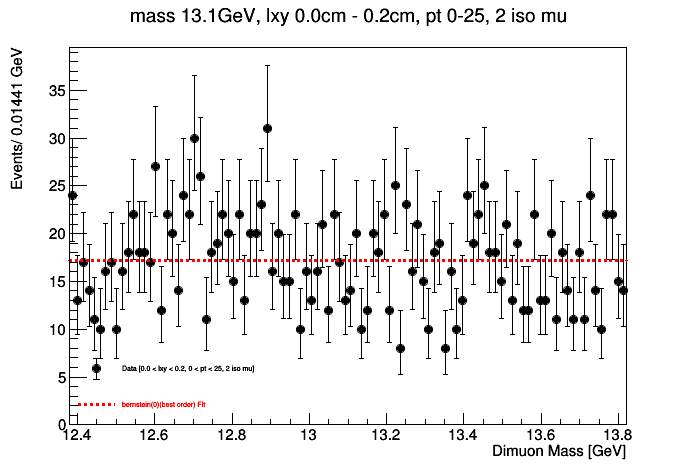 mass 13.1GeV, lxy 0.0cm - 0.2cm, pt 0-25, 2 iso mu
Events/ 0.01441 GeV
35
30
25
20
15
10
5
0
Data [0.0 < lxy < 0.2, 0 < pt < 25, 2 iso mu]
bernstein(0)(best order) Fit
12.4 12.6 12.8 13 13.2 13.4 13.6 13.8
Dimuon Mass [GeV]